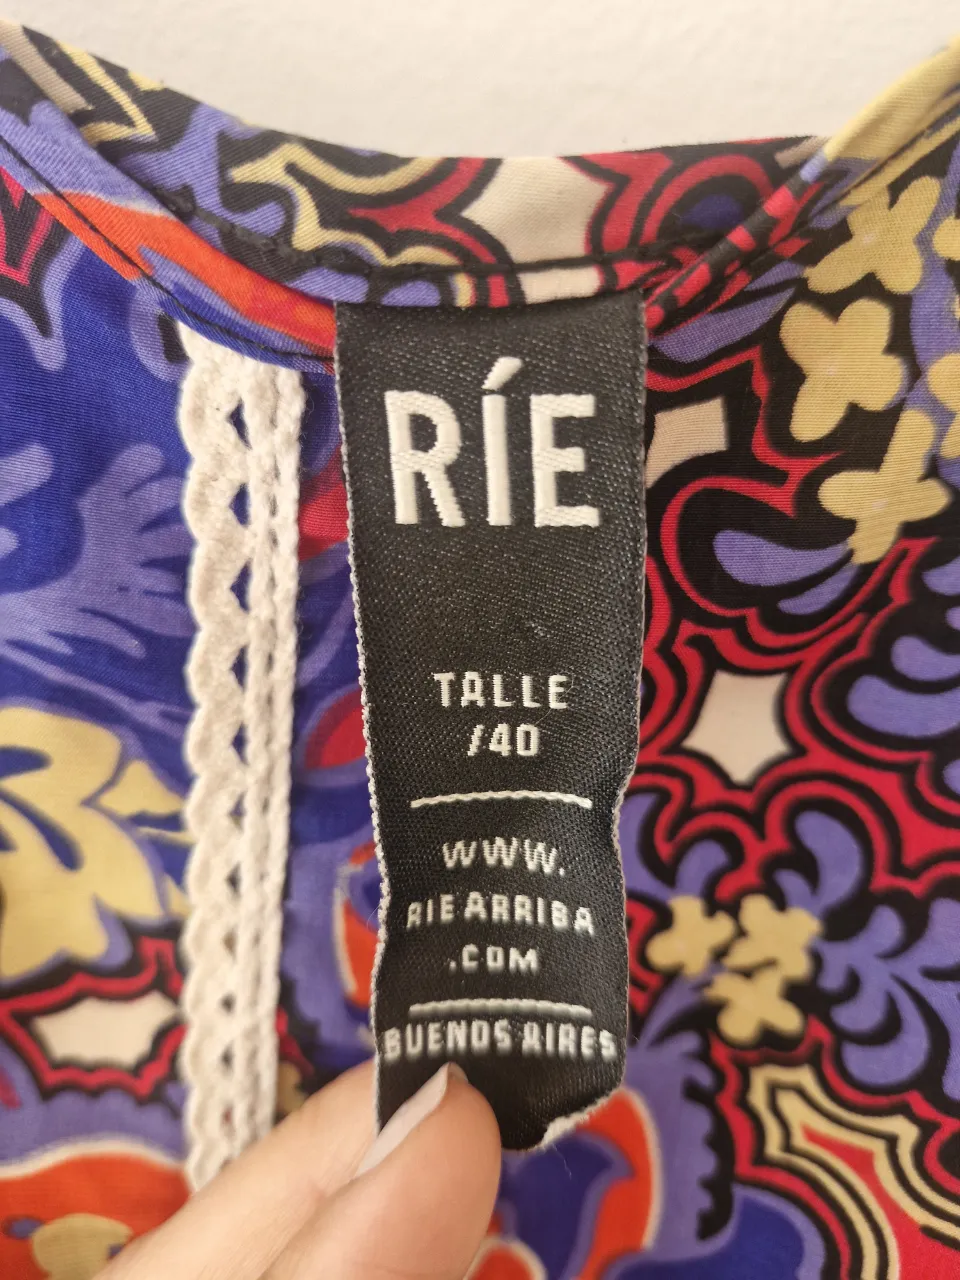 RÍE
TALLE
/40
WWW.
RIEARRIBA
.COM
BUENOS AIRES